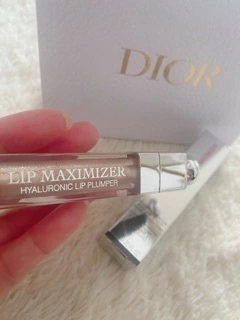 DIOR
LIP MAXIMIZER
HYALURONIC LIP PLUMPER